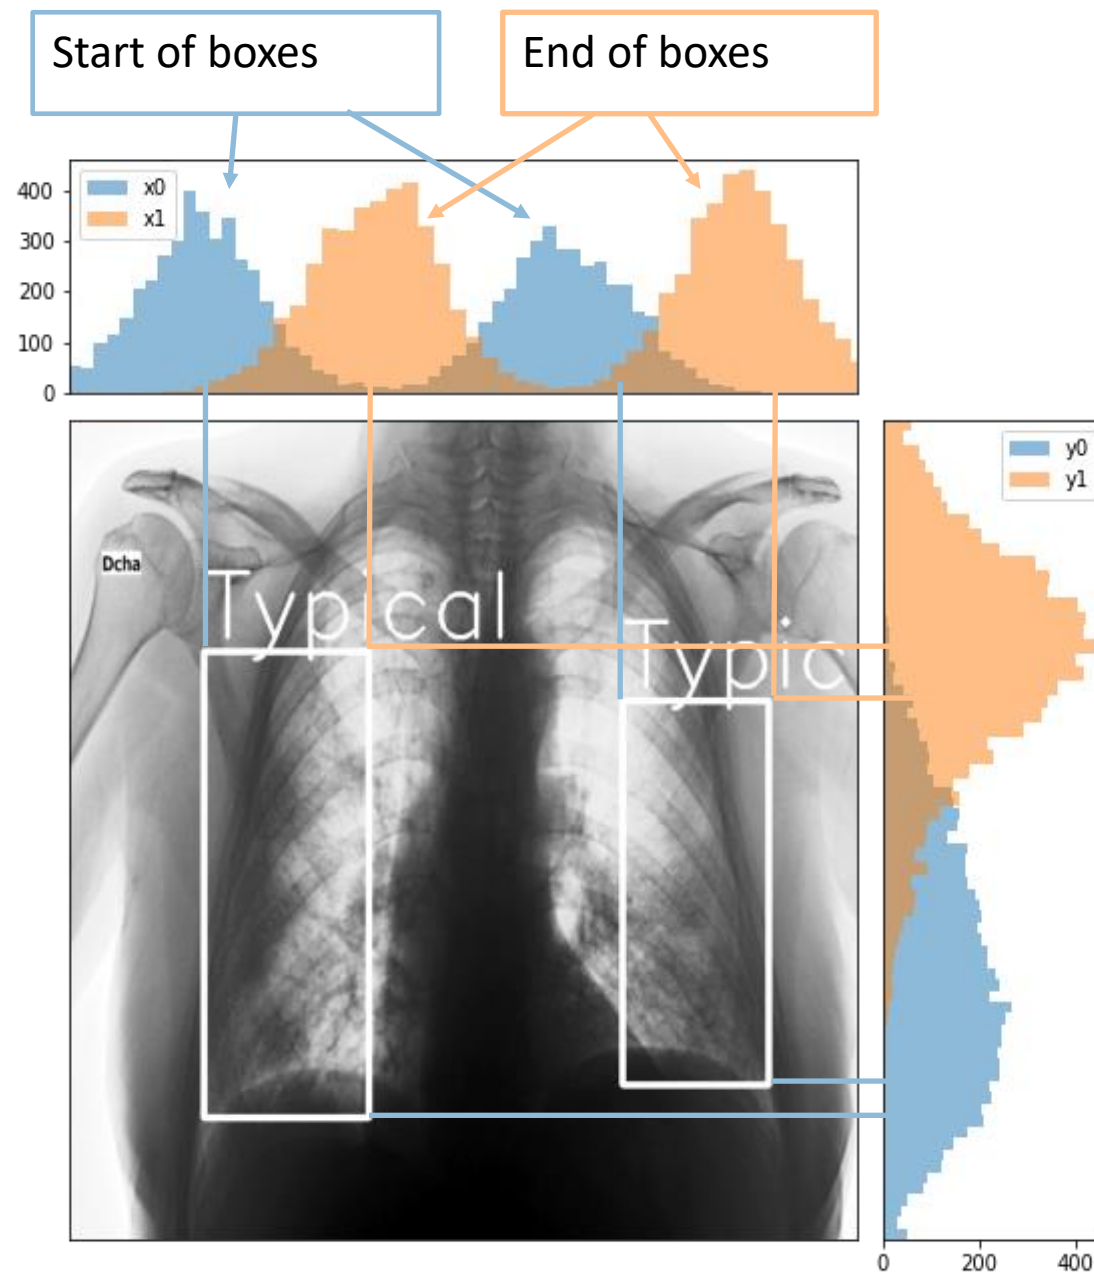 Start of boxes
End of boxes
x0
x1
400
300
200
100
0
y0
y1
Dcha
Typical
Typic
0
200
400